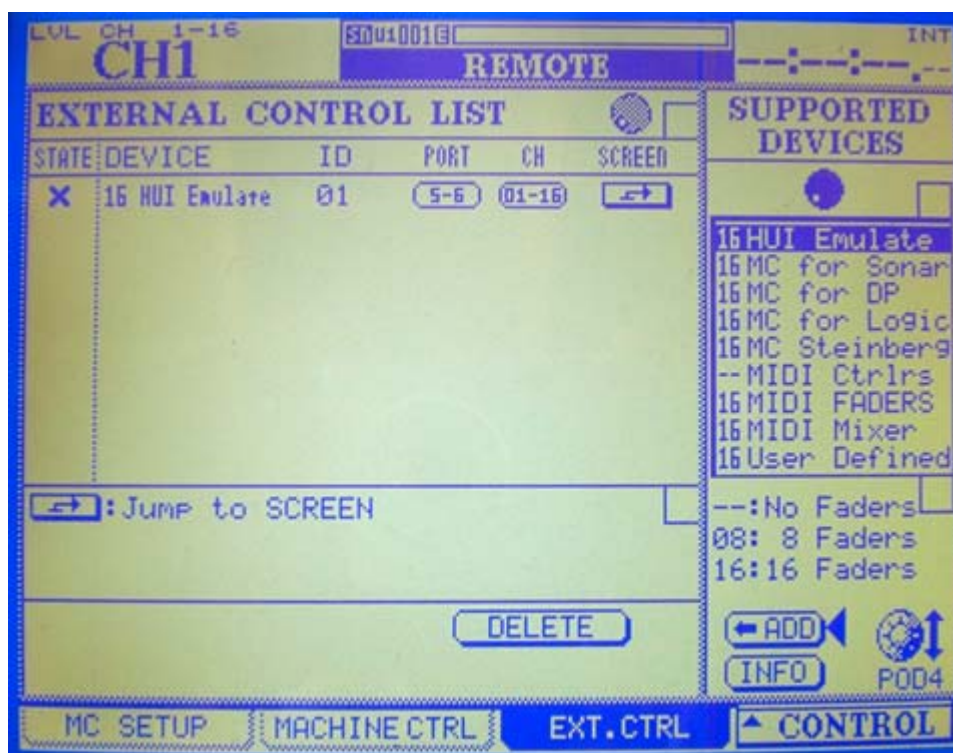 LVL CH 1-16
CH1
REMOTE
INT
--:--:--.--
EXTERNAL CONTROL LIST
STATE DEVICE ID PORT CH SCREEN
16 HUI Emulate 01 5-6 01-16
:Jump to SCREEN
DELETE
SUPPORTED
DEVICES
16 HUI Emulate
16 MC for Sonar
16 MC for DP
16 MC for Logic
16 MC Steinberg
-- MIDI Ctrlrs
16 MIDI FADERS
16 MIDI Mixer
16 User Defined
--:No Faders
08: 8 Faders
16:16 Faders
ADD
INFO
POD4
MC SETUP MACHINE CTRL EXT.CTRL CONTROL